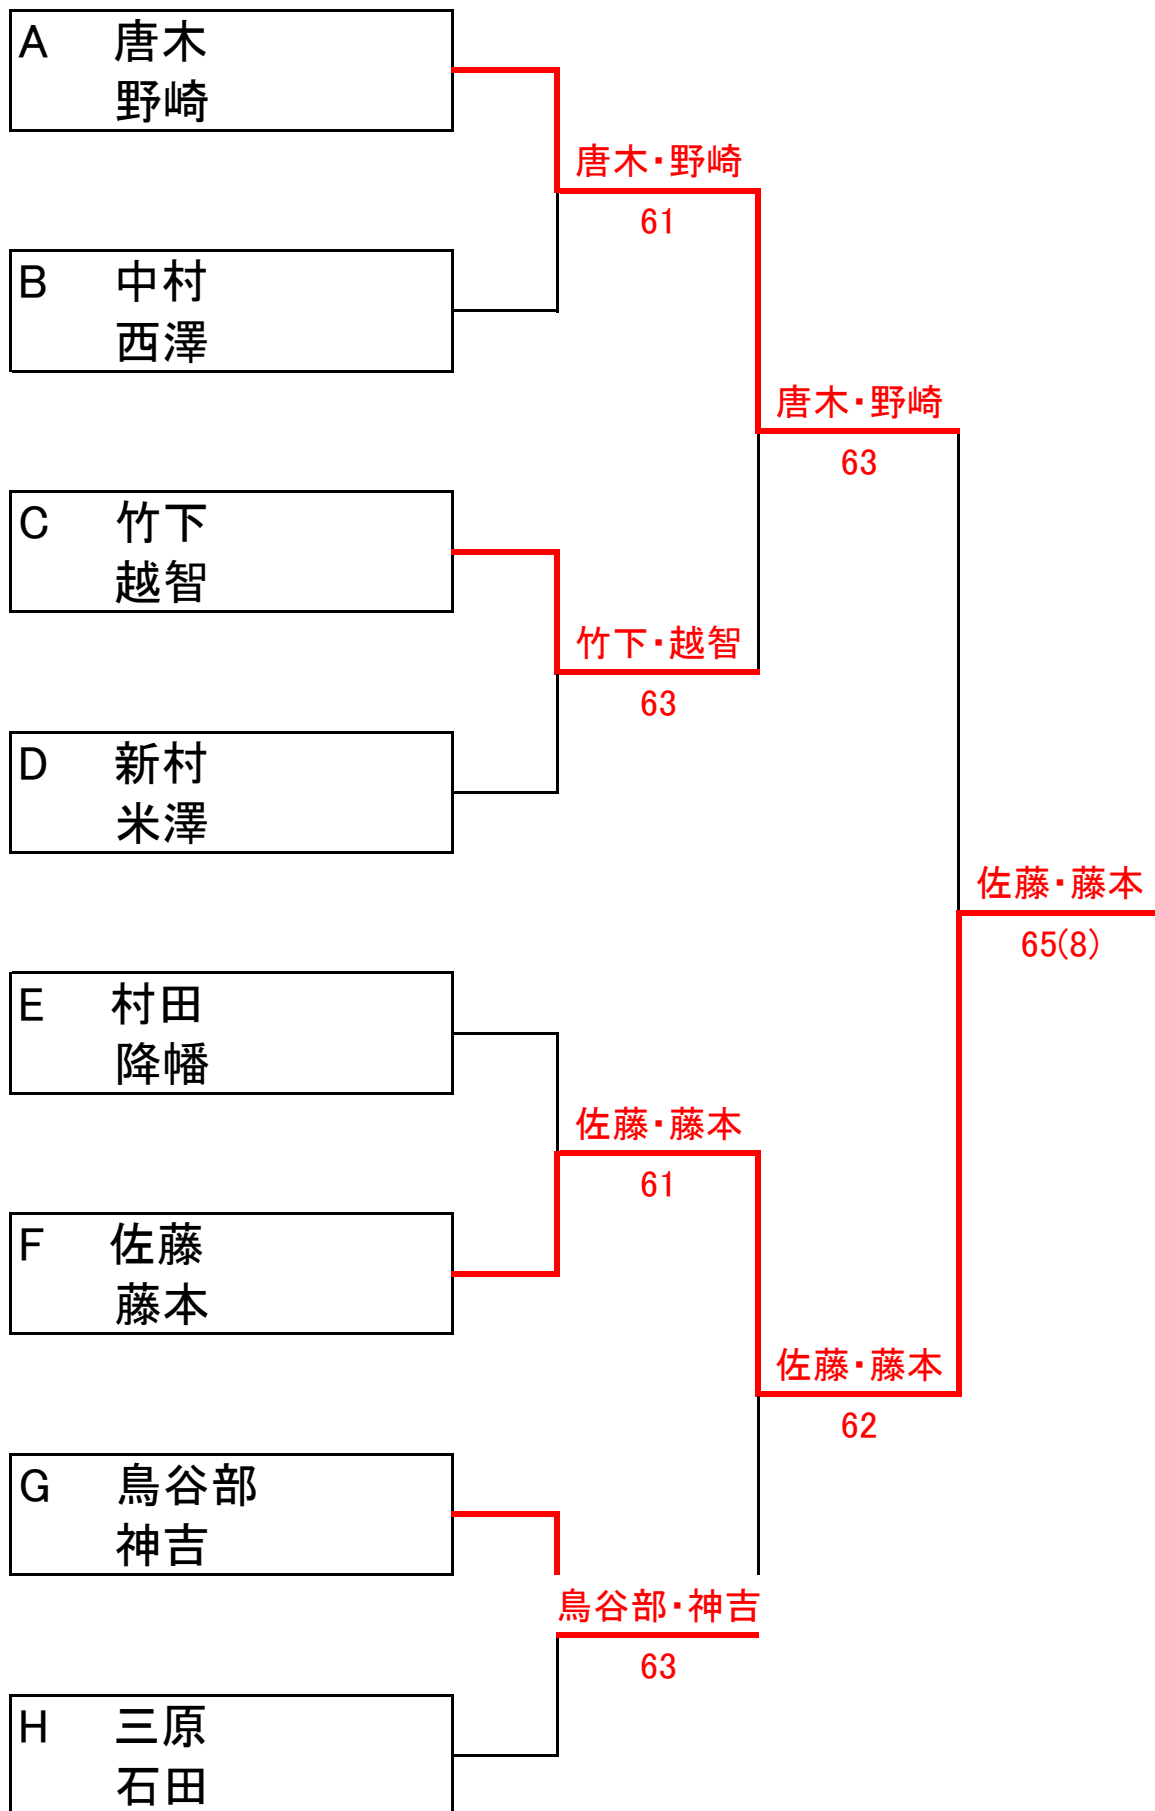 A 唐木
野崎
唐木・野崎
61
B 中村
西澤
唐木・野崎
63
C 竹下
越智
竹下・越智
63
D 新村
米澤
佐藤・藤本
65(8)
E 村田
降幡
佐藤・藤本
61
F 佐藤
藤本
佐藤・藤本
62
G 鳥谷部
神吉
鳥谷部・神吉
63
H 三原
石田